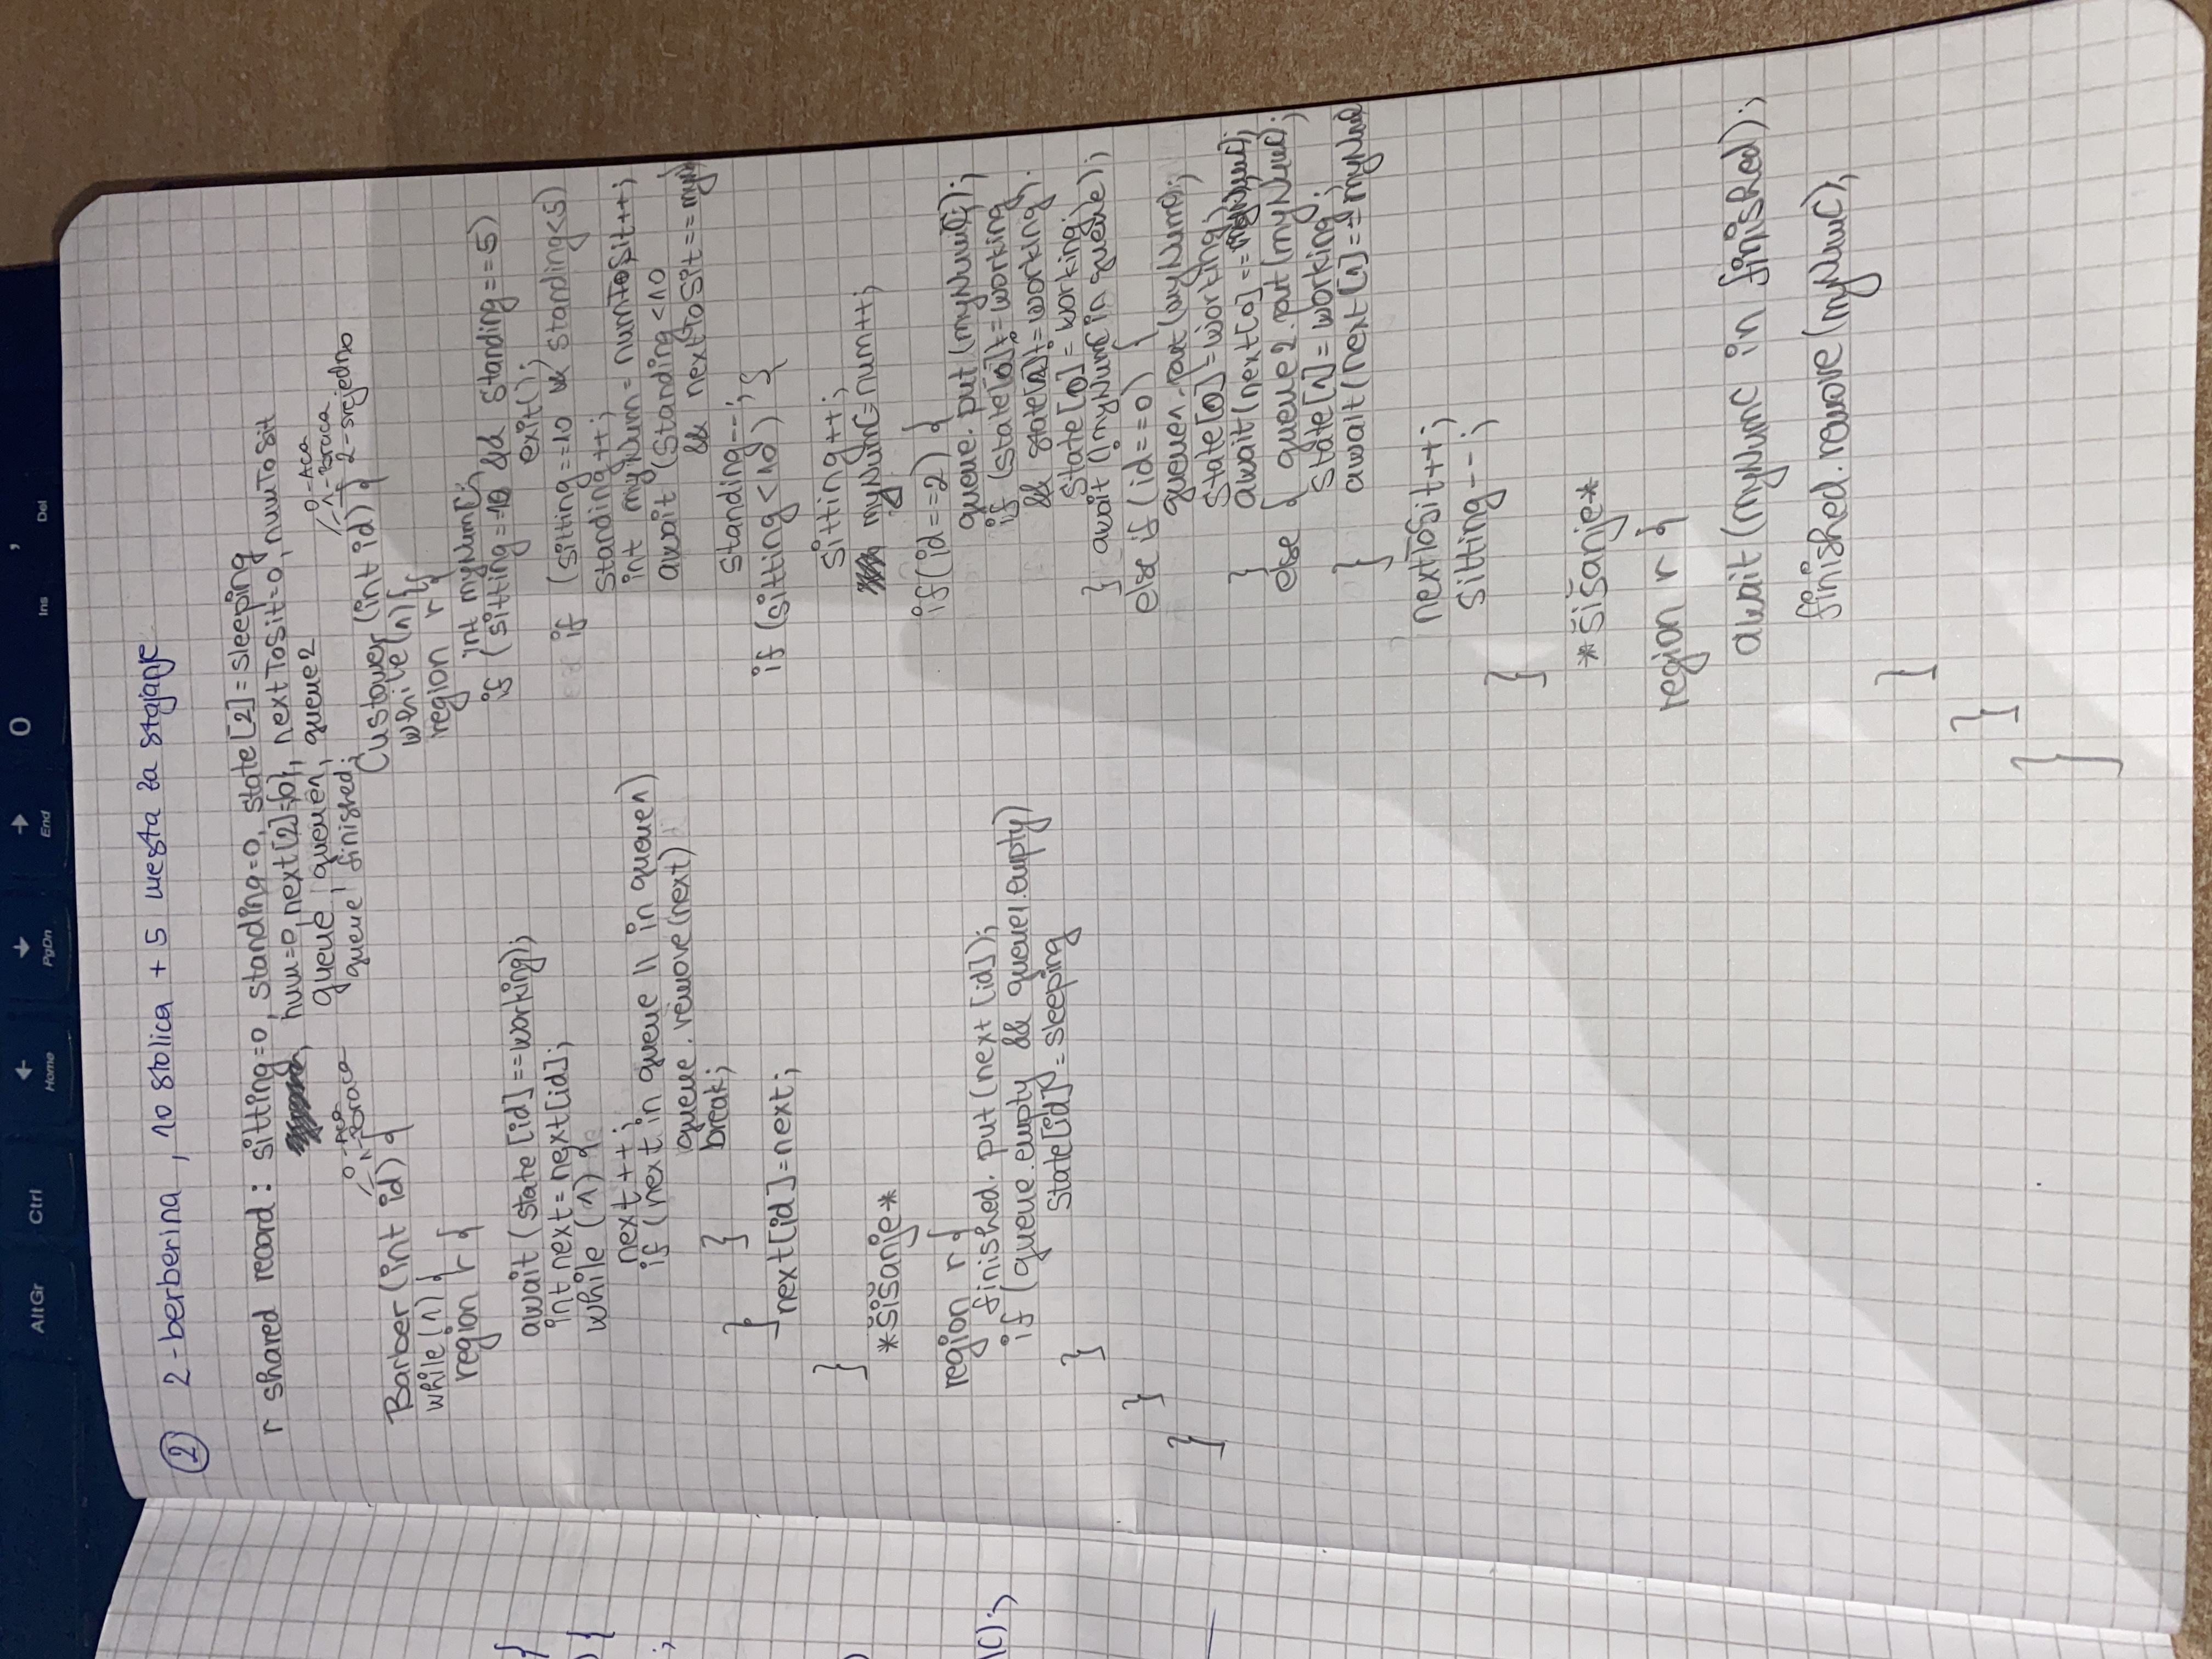 AltGr Ctrl ← Home ↓ PgDn → End 0 Ins , Del
② 2-berberina, 10 stolica + 5 mesta za stajanje
r shared record: sitting=0, standing=0, state[2]=sleeping
num=0, next[2]={0}, nextToSit=0, numToSit
queue, queue1, queue2
queue finished;
0-Aca
1-Braca
Barber(int id) {
while(1) {
region r {
await(state[id]==working);
int next=next[id];
while (1) {
next++;
if (next in queue || in queue1)
queue.remove(next)
break;
}
}
next[id]=next;
}
*šišanje*
region r {
finished.put(next[id]);
if (queue.empty && queue1.empty)
state[id]=sleeping
}
}
}
0-Aca
1-Braca
2-svejedno
Customer(int id) {
while(1){
region r {
int myNumC;
if (sitting==10 && standing==5)
exit();
if (sitting==10 && standing<5)
standing++;
int myNum=numToSit++;
await (Standing<10
&& nextToSit==myN
standing--;
if (sitting<10) {
sitting++;
myNumC=num++;
if(id==2) {
queue.put(myNumC);
if (state[0]!=working
&& state[1]!=working)
state[0]=working;
} await(!myNumC in queue);
else if(id==0) {
queue1.put(myNumC);
state[0]=working;
} await(next[0]==myNumC);
else { queue2.put(myNumC);
state[1]=working;
} await(next[1]==myNumC
nextToSit++;
sitting--;
}
*šišanje*
region r {
await(myNumC in finished);
finished.remove(myNumC);
}
}
}
{
{
;
)
C);